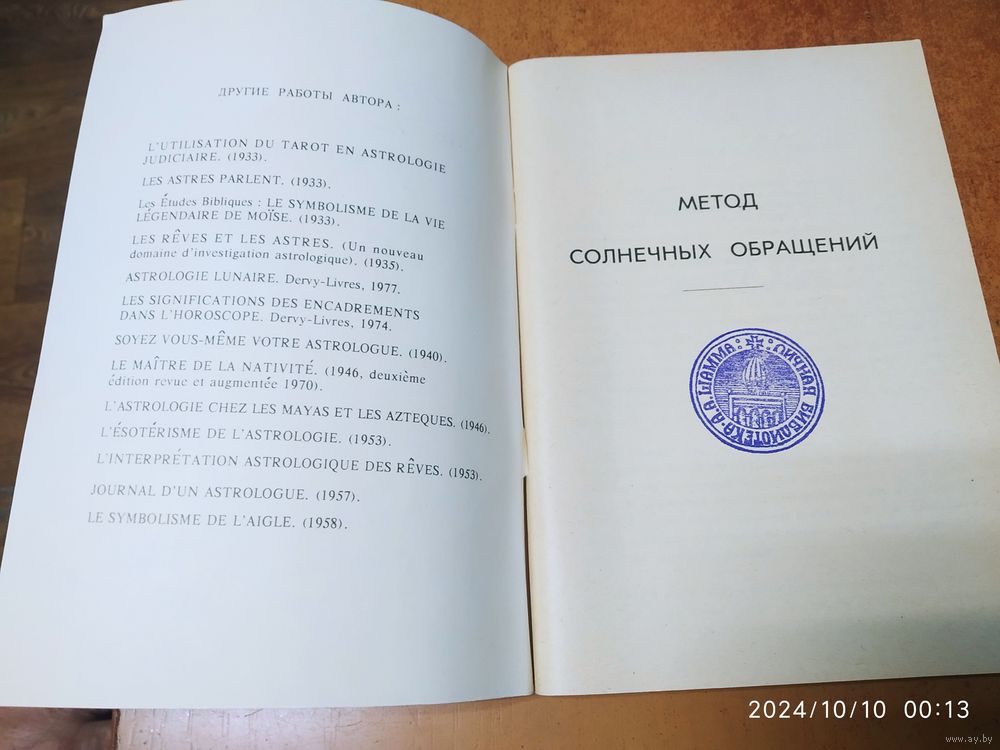 ДРУГИЕ РАБОТЫ АВТОРА :
L'UTILISATION DU TAROT EN ASTROLOGIE
JUDICIAIRE. (1933).
LES ASTRES PARLENT. (1933).
Les Études Bibliques : LE SYMBOLISME DE LA VIE
LÉGENDAIRE DE MOÏSE. (1933).
LES RÊVES ET LES ASTRES. (Un nouveau
domaine d'investigation astrologique). (1935).
ASTROLOGIE LUNAIRE. Dervy-Livres, 1977.
LES SIGNIFICATIONS DES ENCADREMENTS
DANS L'HOROSCOPE. Dervy-Livres, 1974.
SOYEZ VOUS-MÊME VOTRE ASTROLOGUE. (1940).
LE MAÎTRE DE LA NATIVITÉ. (1946, deuxième
édition revue et augmentée 1970).
L'ASTROLOGIE CHEZ LES MAYAS ET LES AZTEQUES. (1946).
L'ÉSOTÉRISME DE L'ASTROLOGIE. (1953).
L'INTERPRÉTATION ASTROLOGIQUE DES RÊVES. (1953).
JOURNAL D'UN ASTROLOGUE. (1957).
LE SYMBOLISME DE L'AIGLE. (1958).
МЕТОД
СОЛНЕЧНЫХ ОБРАЩЕНИЙ
ЛИЧНАЯ БИБЛИОТЕКА
2024/10/10 00:13
www.ay.by